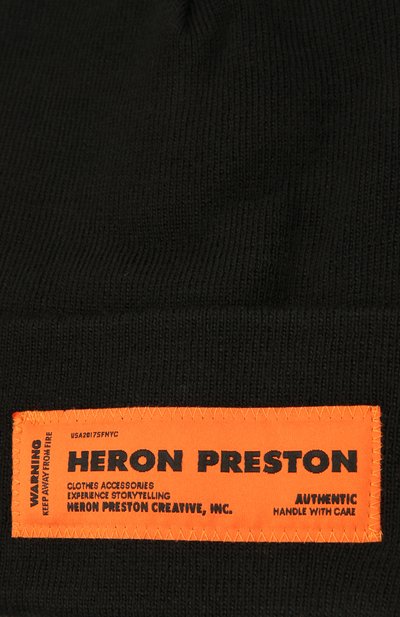 WARNING
KEEP AWAY FROM FIRE
USA2017SFNYC
HERON PRESTON
CLOTHES ACCESSORIES
EXPERIENCE STORYTELLING
HERON PRESTON CREATIVE, INC.
AUTHENTIC
HANDLE WITH CARE